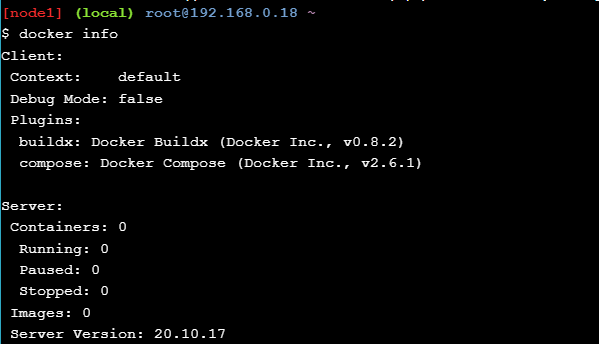 [node1] (local) root@192.168.0.18 ~
$ docker info
Client:
 Context:    default
 Debug Mode: false
 Plugins:
  buildx: Docker Buildx (Docker Inc., v0.8.2)
  compose: Docker Compose (Docker Inc., v2.6.1)

Server:
 Containers: 0
  Running: 0
  Paused: 0
  Stopped: 0
 Images: 0
 Server Version: 20.10.17